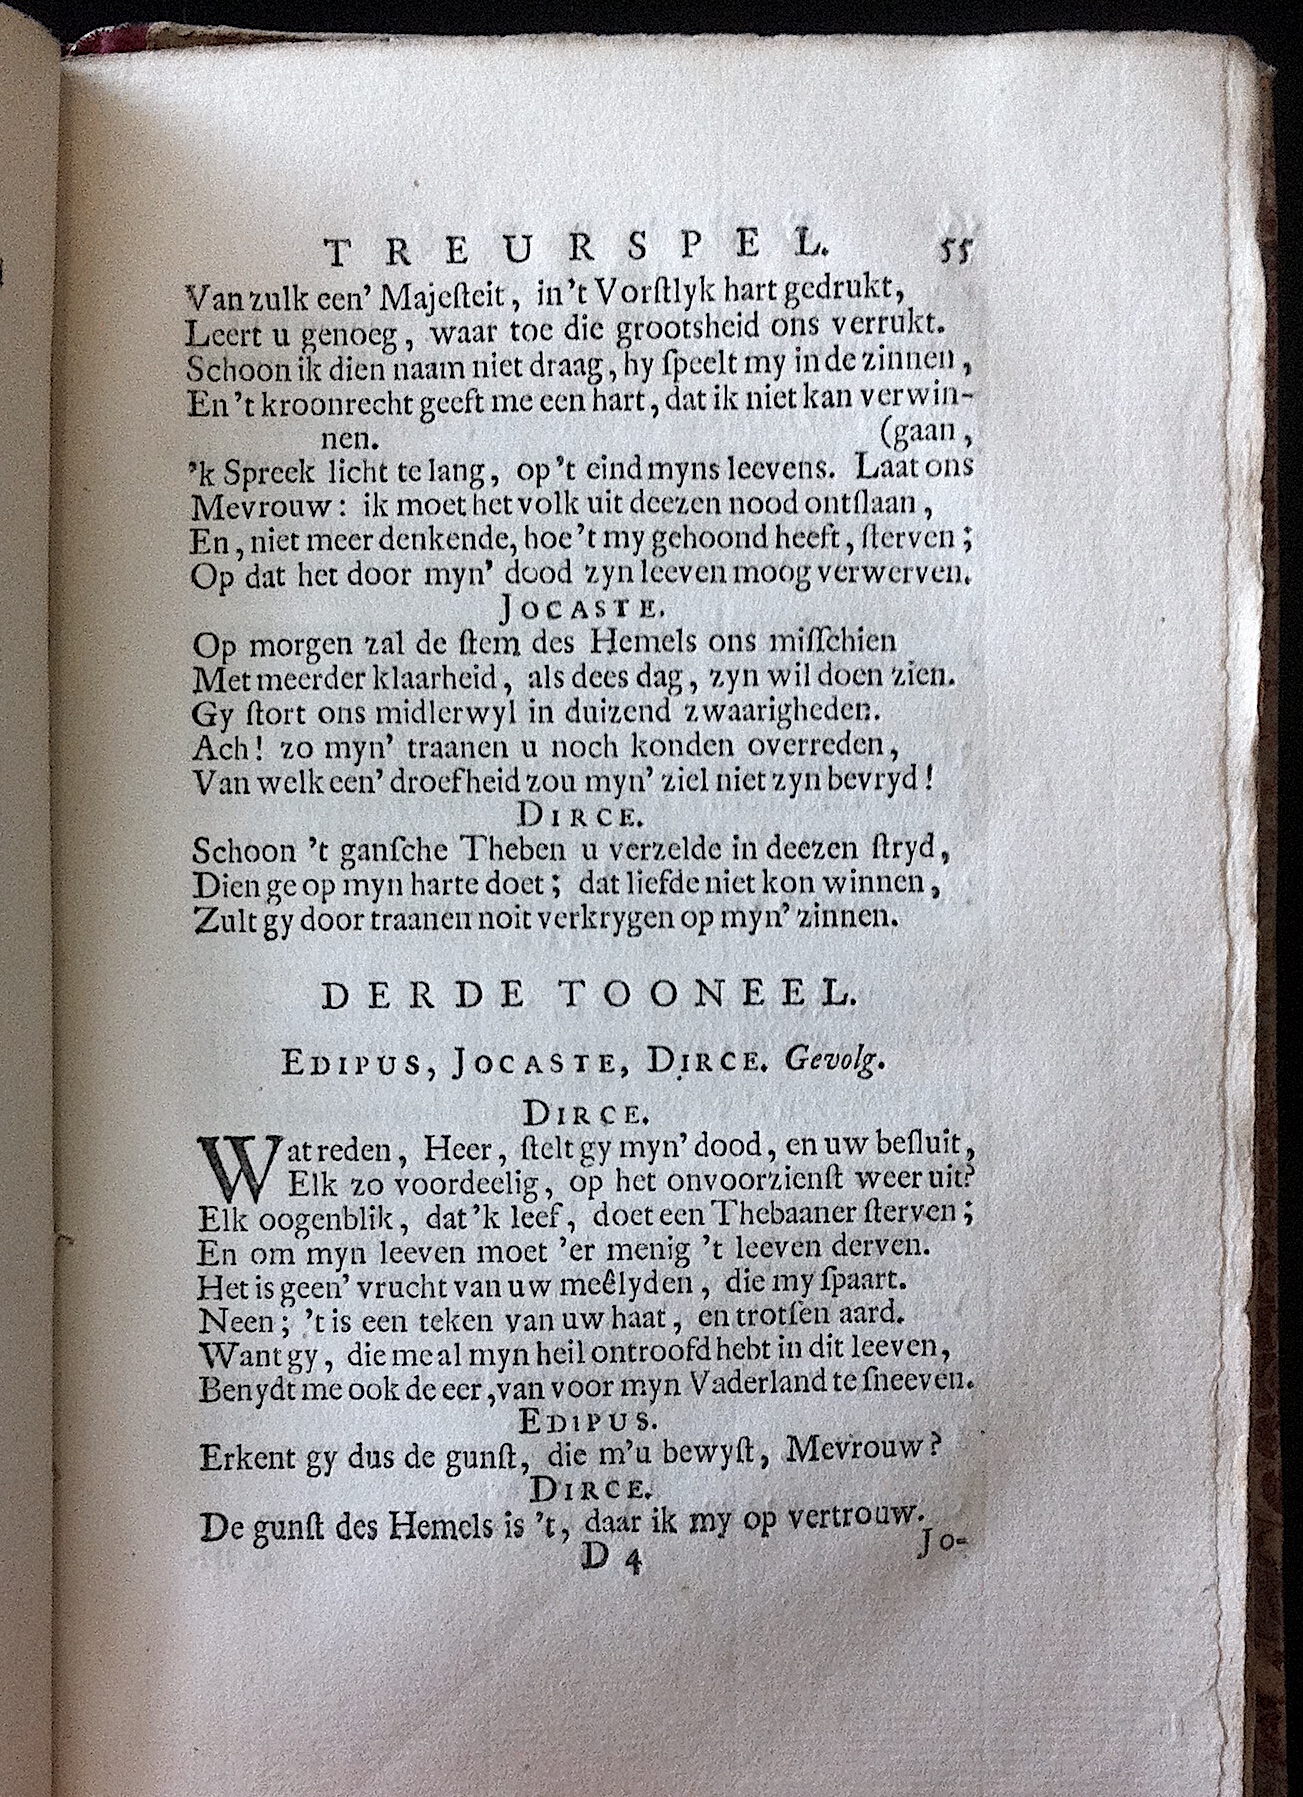 TREURSPEL. 55
Van zulk een' Majeſteit, in 't Vorſtlyk hart gedrukt,
Leert u genoeg, waar toe die grootsheid ons verrukt.
Schoon ik dien naam niet draag, hy ſpeelt my in de zinnen,
En 't kroonrecht geeft me een hart, dat ik niet kan verwin-
nen. (gaan,
'k Spreek licht te lang, op 't eind myns leevens. Laat ons
Mevrouw: ik moet het volk uit deezen nood ontſlaan,
En, niet meer denkende, hoe 't my gehoond heeft, ſterven;
Op dat het door myn' dood zyn leeven moog verwerven.
JOCASTE.
Op morgen zal de ſtem des Hemels ons miſſchien
Met meerder klaarheid, als dees dag, zyn wil doen zien.
Gy ſtort ons midlerwyl in duizend zwaarigheden.
Ach! zo myn' traanen u noch konden overreden,
Van welk een' droefheid zou myn' ziel niet zyn bevryd!
DIRCE.
Schoon 't ganſche Theben u verzelde in deezen ſtryd,
Dien ge op myn harte doet; dat liefde niet kon winnen,
Zult gy door traanen noit verkrygen op myn' zinnen.
DERDE TOONEEL.
EDIPUS, JOCASTE, DIRCE. Gevolg.
DIRCE.
Wat reden, Heer, ſtelt gy myn' dood, en uw beſluit,
Elk zo voordeelig, op het onvoorzienſt weer uit?
Elk oogenblik, dat 'k leef, doet een Thebaaner ſterven;
En om myn leeven moet 'er menig 't leeven derven.
Het is geen' vrucht van uw meêlyden, die my ſpaart.
Neen; 't is een teken van uw haat, en trotſen aard.
Want gy, die me al myn heil ontroofd hebt in dit leeven,
Benydt me ook de eer, van voor myn Vaderland te ſneeven.
EDIPUS.
Erkent gy dus de gunſt, die m'u bewyſt, Mevrouw?
DIRCE.
De gunſt des Hemels is 't, daar ik my op vertrouw.
D 4 Jo-